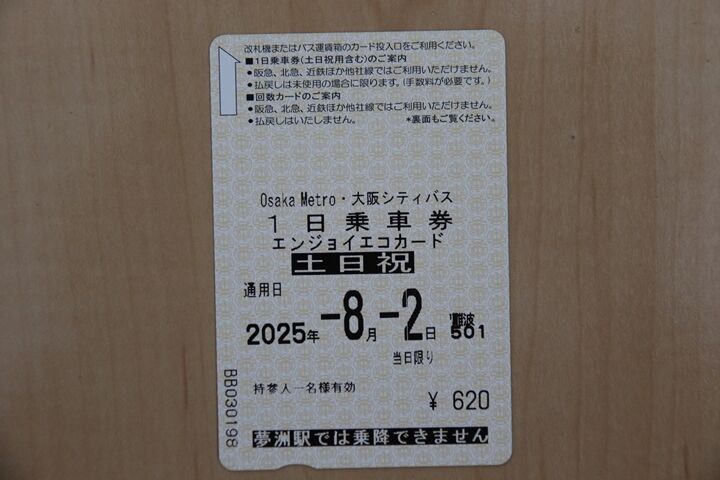 改札機またはバス運賃箱のカード投入口をご利用ください。
■1日乗車券(土日祝用含む)のご案内
●阪急、北急、近鉄ほか他社線ではご利用いただけません。
●払戻しは未使用の場合に限ります。(手数料が必要です。)
■回数カードのご案内
●阪急、北急、近鉄ほか他社線ではご利用いただけません。
●払戻しはいたしません。 *裏面もご覧ください。
Osaka Metro・大阪シティバス
1日乗車券
エンジョイエコカード
土日祝
通用日
2025年 -8月 -2日 難波 501
当日限り
持参人一名様有効
¥ 620
夢洲駅では乗降できません
BB030198